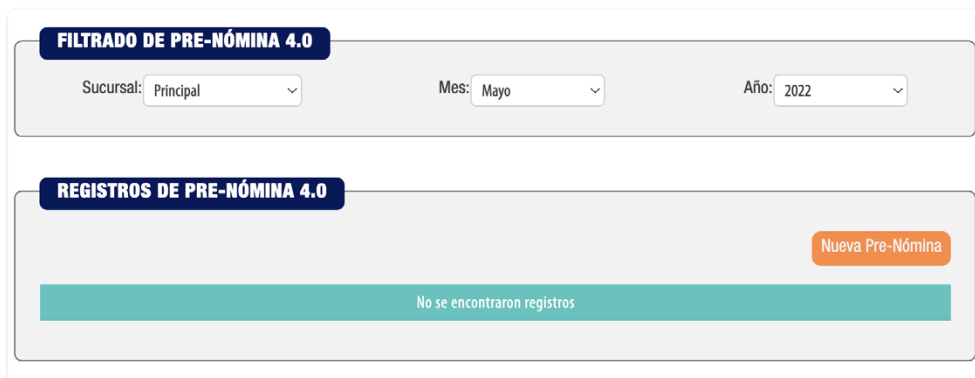 FILTRADO DE PRE-NÓMINA 4.0
Sucursal: Principal Mes: Mayo Año: 2022
REGISTROS DE PRE-NÓMINA 4.0
Nueva Pre-Nómina
No se encontraron registros